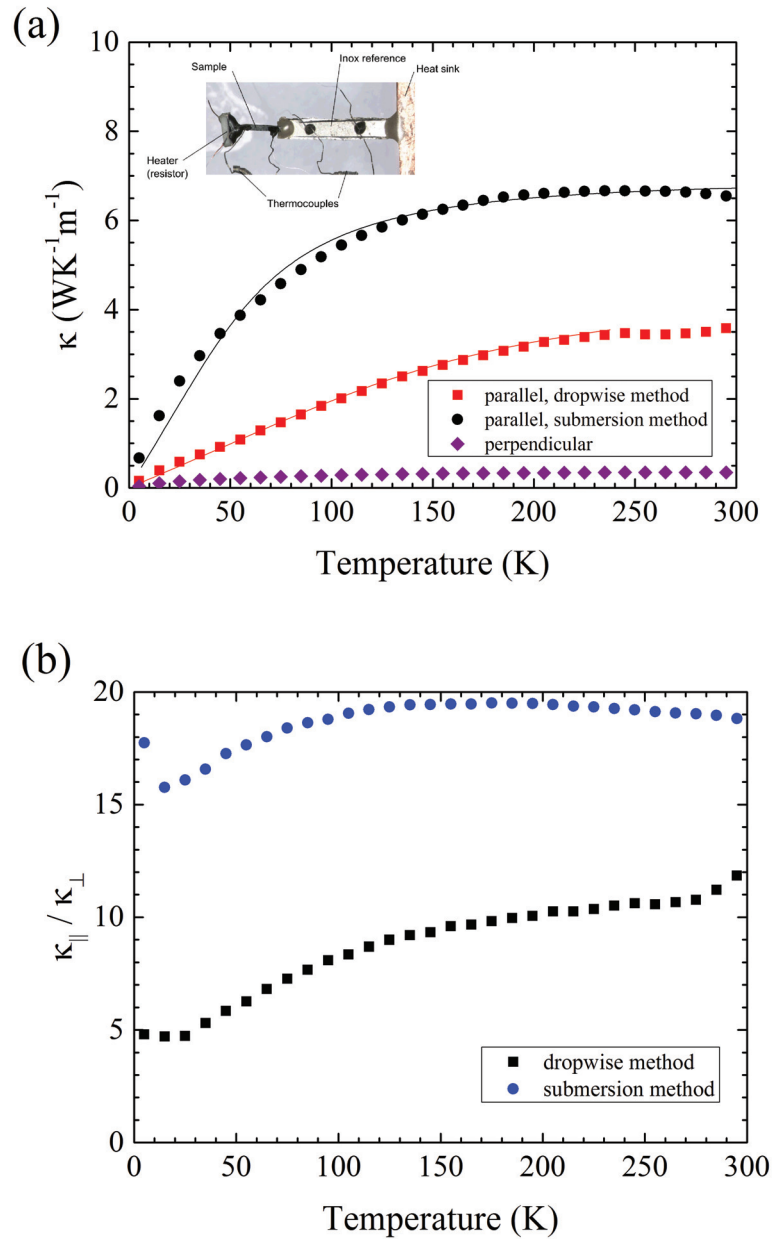 (a)
10
8
6
4
2
0
κ (WK⁻¹m⁻¹)
Sample
Inox reference
Heat sink
Heater
(resistor)
Thermocouples
parallel, dropwise method
parallel, submersion method
perpendicular
0 50 100 150 200 250 300
Temperature (K)
(b)
20
15
10
5
0
κ∥ / κ⊥
dropwise method
submersion method
0 50 100 150 200 250 300
Temperature (K)